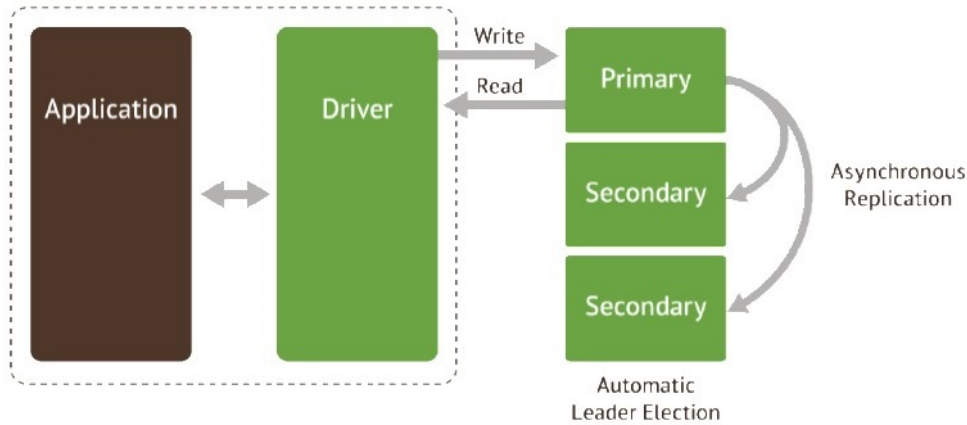 Application
Driver
Write
Read
Primary
Secondary
Secondary
Asynchronous
Replication
Automatic
Leader Election